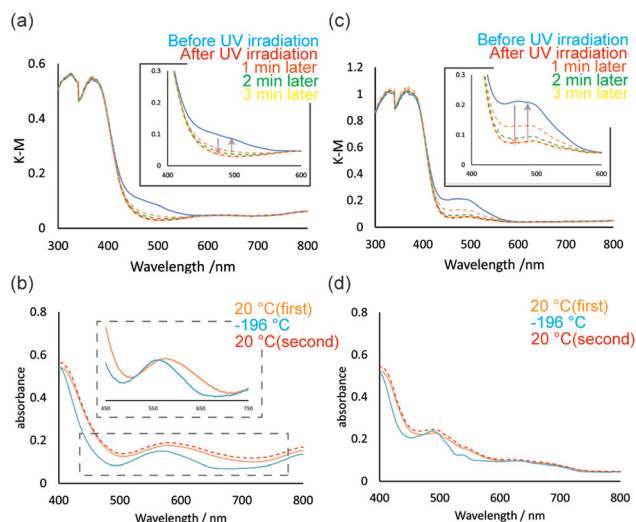 (a)
Before UV irradiation
After UV irradiation
1 min later
2 min later
3 min later
0.6
0.4
0.2
0
K-M
0.3
0.2
0.1
0
400
500
600
300 400 500 600 700 800
Wavelength /nm
(c)
Before UV irradiation
After UV irradiation
1 min later
2 min later
3 min later
1.2
1
0.8
0.6
0.4
0.2
0
K-M
0.3
0.2
0.1
0
400
500
600
300 400 500 600 700 800
Wavelength /nm
(b)
20 °C(first)
-196 °C
20 °C(second)
0.8
0.6
0.4
0.2
0
absorbance
450 550 650 750
400 500 600 700 800
Wavelength / nm
(d)
20 °C(first)
-196 °C
20 °C(second)
0.8
0.6
0.4
0.2
0
absorbance
400 500 600 700 800
Wavelength / nm